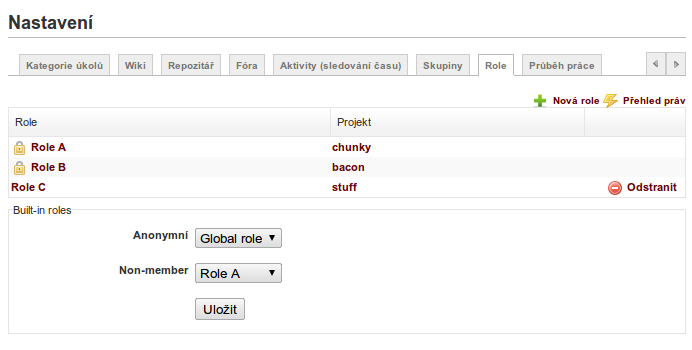 Nastavení
Kategorie úkolů Wiki Repozitář Fóra Aktivity (sledování času) Skupiny Role Průběh práce
Nová role Přehled práv
Role Projekt
Role A chunky
Role B bacon
Role C stuff Odstranit
Built-in roles
Anonymní Global role
Non-member Role A
Uložit